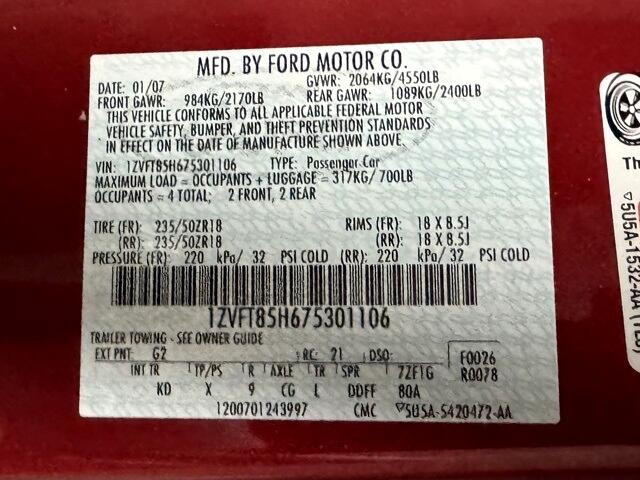 MFD. BY FORD MOTOR CO.
DATE: 01/07 GVWR: 2064KG/4550LB
FRONT GAWR: 984KG/2170LB REAR GAWR: 1089KG/2400LB
THIS VEHICLE CONFORMS TO ALL APPLICABLE FEDERAL MOTOR
VEHICLE SAFETY, BUMPER, AND THEFT PREVENTION STANDARDS
IN EFFECT ON THE DATE OF MANUFACTURE SHOWN ABOVE.
VIN: 1ZVFT85H675301106 TYPE: Passenger Car
MAXIMUM LOAD = OCCUPANTS + LUGGAGE = 317KG/700LB
OCCUPANTS = 4 TOTAL; 2 FRONT, 2 REAR
TIRE (FR): 235/50ZR18 RIMS (FR): 18 X 8.5J
(RR): 235/50ZR18 (RR): 18 X 8.5J
PRESSURE (FR): 220 kPa/ 32 PSI COLD (RR): 220 kPa/ 32 PSI COLD
1ZVFT85H675301106
TRAILER TOWING - SEE OWNER GUIDE
EXT PNT: G2 RC: 21 DSO: F0026
INT TR TP/PS R AXLE TR SPR 7ZF1G R0078
KD X 9 CG L DDFF 80A
1200701243997 CMC ▽5U5A-5420472-AA
Th
▽5U5A-1532-AA